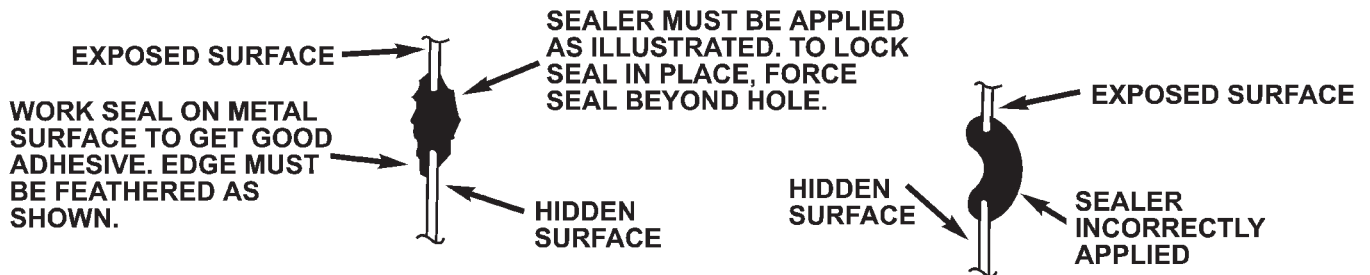 EXPOSED SURFACE
SEALER MUST BE APPLIED
AS ILLUSTRATED. TO LOCK
SEAL IN PLACE, FORCE
SEAL BEYOND HOLE.
WORK SEAL ON METAL
SURFACE TO GET GOOD
ADHESIVE. EDGE MUST
BE FEATHERED AS
SHOWN.
HIDDEN
SURFACE
EXPOSED SURFACE
HIDDEN
SURFACE
SEALER
INCORRECTLY
APPLIED